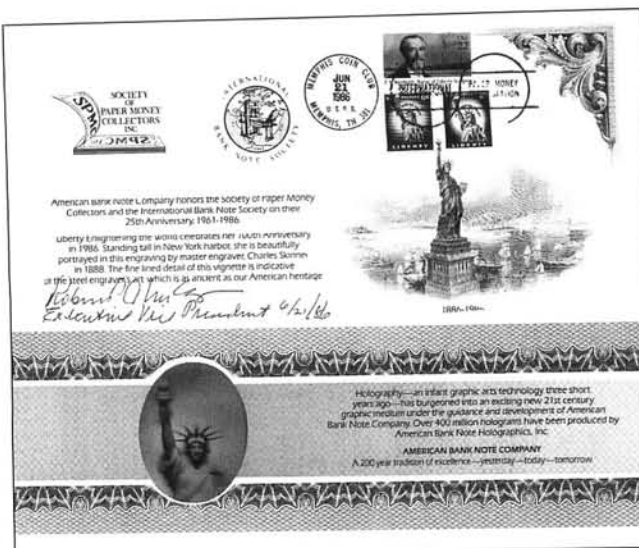 SOCIETY
OF
PAPER MONEY
COLLECTORS
INC
SPMC
INTERNATIONAL
BANK NOTE SOCIETY
MEMPHIS COIN CLUB
JUN
21
1986
U.S.P.S.
MEMPHIS, TN 381
INTERNATIONAL PAPER MONEY
LIBERTY
LIBERTY
American Bank Note Company honors the Society of Paper Money
Collectors and the International Bank Note Society on their
25th Anniversary, 1961-1986.
Liberty Enlightening the World celebrates her 100th Anniversary
in 1986. Standing tall in New York harbor, she is beautifully
portrayed in this engraving by master engraver, Charles Skinner
in 1888. The fine lined detail of this vignette is indicative
of the steel engraver's art which is as ancient as our American heritage
Robert
Executive Vice President 6/21/86
1886-1986
Holography—an infant graphic arts technology three short
years ago—has burgeoned into an exciting new 21st century
graphic medium under the guidance and development of American
Bank Note Company. Over 400 million holograms have been produced by
American Bank Note Holographics, Inc.
AMERICAN BANK NOTE COMPANY
A 200 year tradition of excellence—yesterday—today—tomorrow